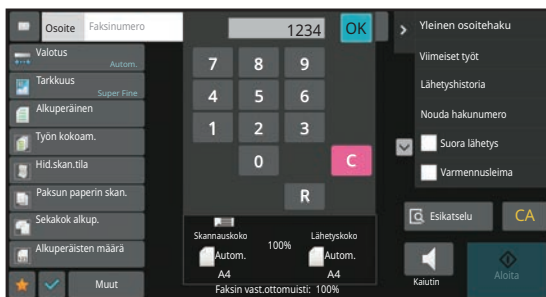 Osoite
Faksinumero
1234
OK
Yleinen osoitehaku
Valotus
Autom.
Tarkkuus
Super Fine
Alkuperäinen
Työn kokoam.
Hid.skan.tila
Paksun paperin skan.
Sekakok alkup.
Alkuperäisten määrä
Muut
7
8
9
4
5
6
1
2
3
0
C
R
Skannauskoko
100%
Lähetyskoko
Autom.
Autom.
A4
A4
Faksin vast.ottomuisti: 100%
Viimeiset työt
Lähetyshistoria
Nouda hakunumero
Suora lähetys
Varmennusleima
Esikatselu
CA
Kaiutin
Aloita